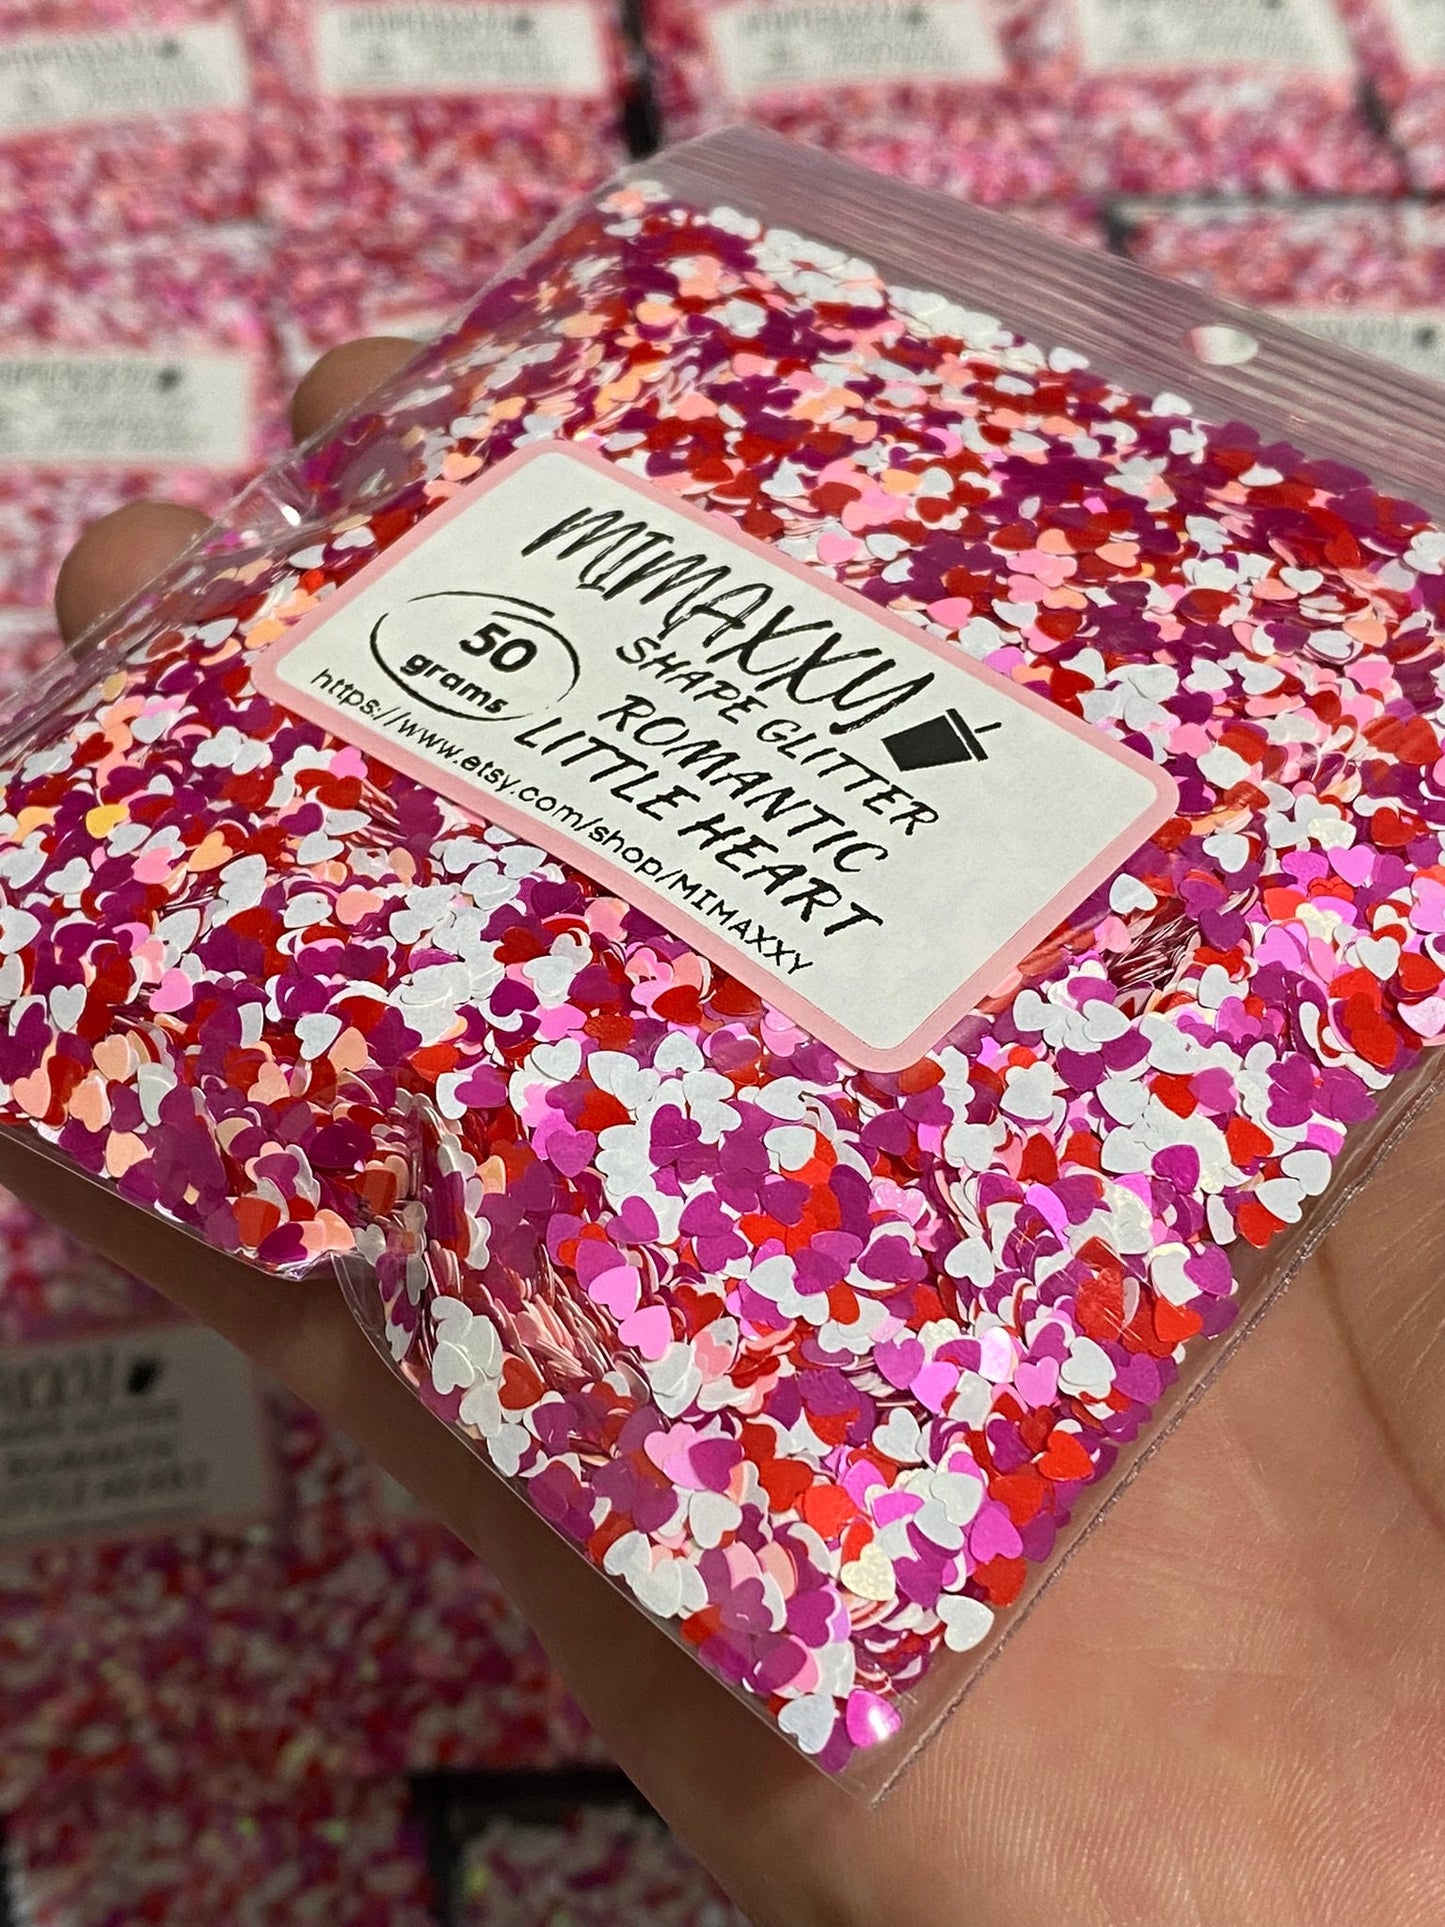 MIMAXXY
SHAPE GLITTER
50
grams
ROMANTIC
LITTLE HEART
https://www.etsy.com/shop/MIMAXXY